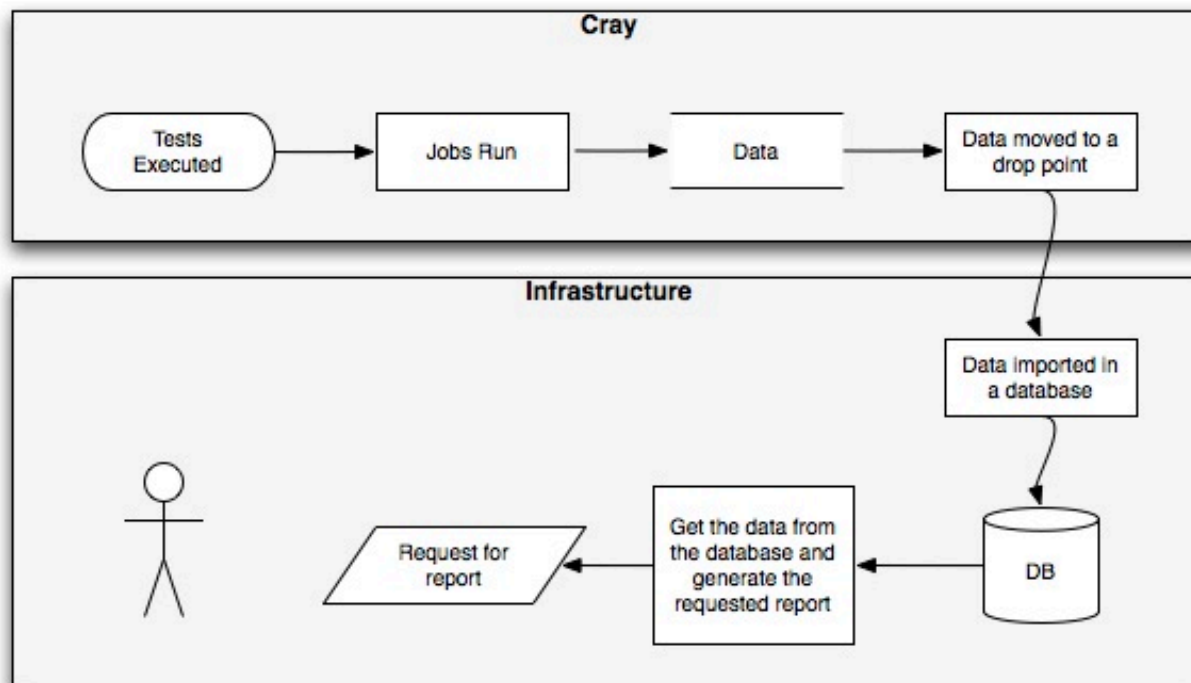 Cray
Tests
Executed
Jobs Run
Data
Data moved to a
drop point
Infrastructure
Data imported in
a database
Request for
report
Get the data from
the database and
generate the
requested report
DB